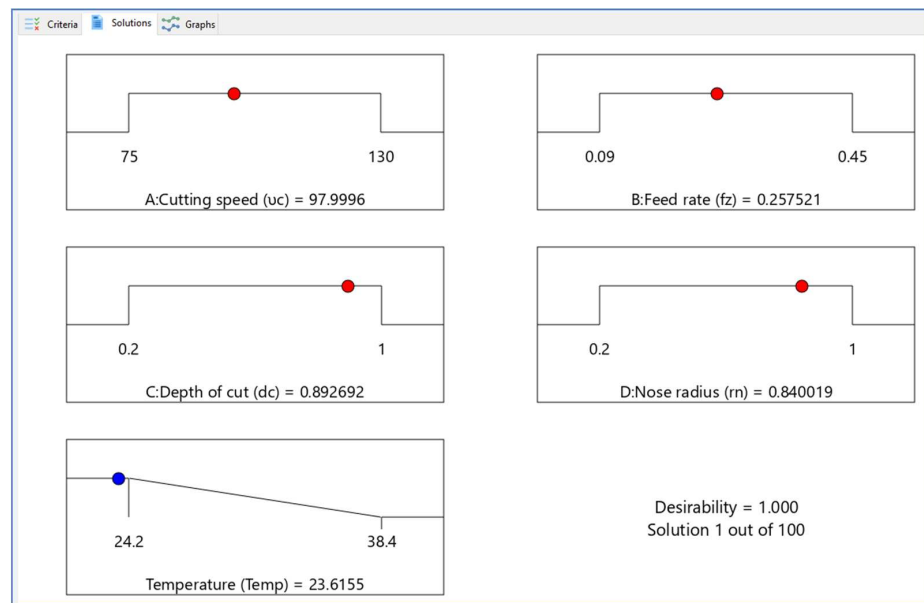 Criteria
Solutions
Graphs
75
130
A:Cutting speed (υc) = 97.9996
0.09
0.45
B:Feed rate (fz) = 0.257521
0.2
1
C:Depth of cut (dc) = 0.892692
0.2
1
D:Nose radius (rn) = 0.840019
24.2
38.4
Temperature (Temp) = 23.6155
Desirability = 1.000
Solution 1 out of 100